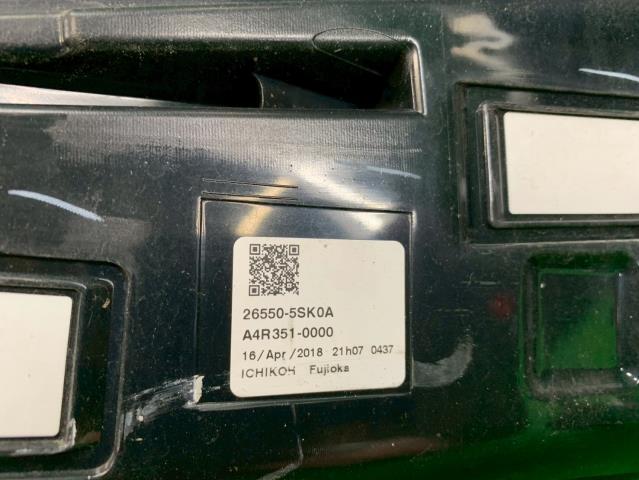 26550-5SK0A
A4R351-0000
16/Apr/2018 21h07 0437
ICHIKOH Fujioka